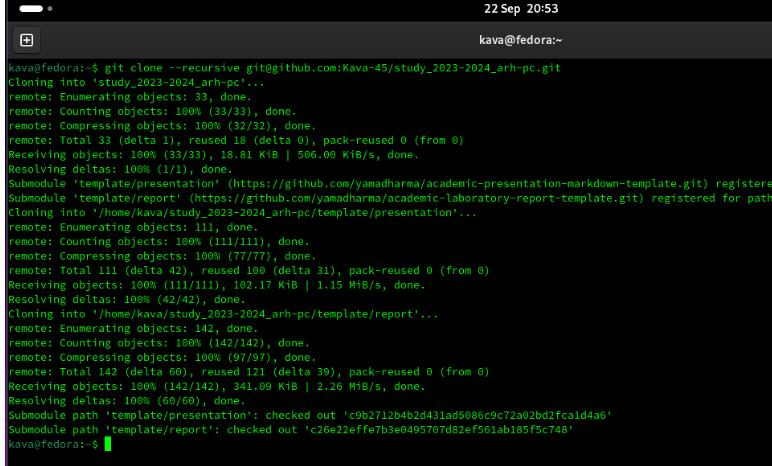 22 Sep 20:53
kava@fedora:~
kava@fedora:~$ git clone --recursive git@github.com:Kava-45/study_2023-2024_arh-pc.git
Cloning into 'study_2023-2024_arh-pc'...
remote: Enumerating objects: 33, done.
remote: Counting objects: 100% (33/33), done.
remote: Compressing objects: 100% (32/32), done.
remote: Total 33 (delta 1), reused 18 (delta 0), pack-reused 0 (from 0)
Receiving objects: 100% (33/33), 18.81 KiB | 506.00 KiB/s, done.
Resolving deltas: 100% (1/1), done.
Submodule 'template/presentation' (https://github.com/yamadharma/academic-presentation-markdown-template.git) registere
Submodule 'template/report' (https://github.com/yamadharma/academic-laboratory-report-template.git) registered for path
Cloning into '/home/kava/study_2023-2024_arh-pc/template/presentation'...
remote: Enumerating objects: 111, done.
remote: Counting objects: 100% (111/111), done.
remote: Compressing objects: 100% (77/77), done.
remote: Total 111 (delta 42), reused 100 (delta 31), pack-reused 0 (from 0)
Receiving objects: 100% (111/111), 102.17 KiB | 1.15 MiB/s, done.
Resolving deltas: 100% (42/42), done.
Cloning into '/home/kava/study_2023-2024_arh-pc/template/report'...
remote: Enumerating objects: 142, done.
remote: Counting objects: 100% (142/142), done.
remote: Compressing objects: 100% (97/97), done.
remote: Total 142 (delta 60), reused 121 (delta 39), pack-reused 0 (from 0)
Receiving objects: 100% (142/142), 341.09 KiB | 2.26 MiB/s, done.
Resolving deltas: 100% (60/60), done.
Submodule path 'template/presentation': checked out 'c9b2712b4b2d431ad5086c9c72a02bd2fca1d4a6'
Submodule path 'template/report': checked out 'c26e22effe7b3e0495707d82ef561ab185f5c748'
kava@fedora:~$